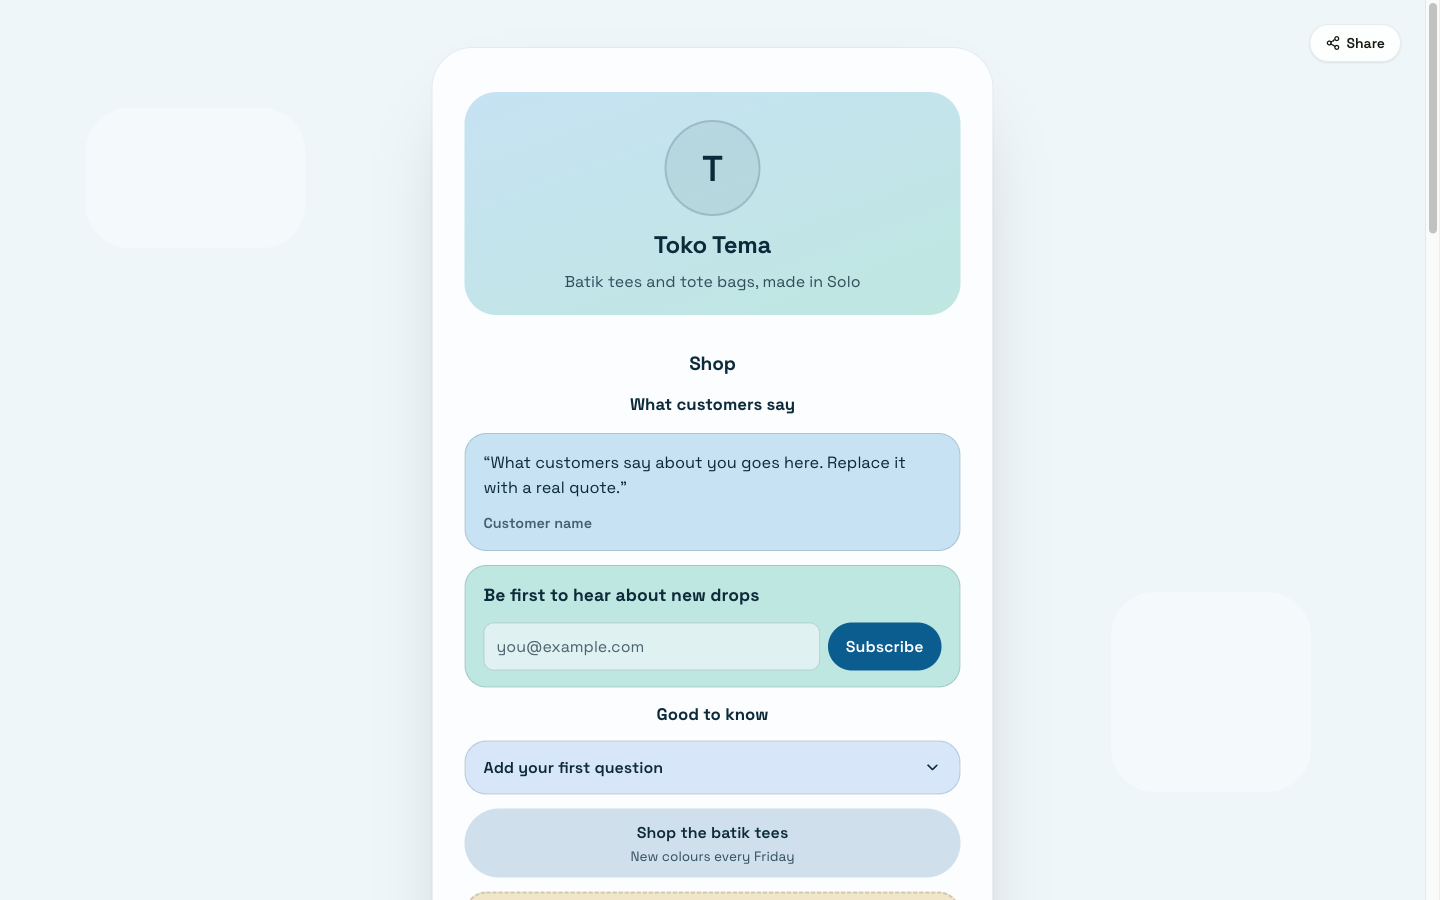 Share
T
Toko Tema
Batik tees and tote bags, made in Solo
Shop
What customers say
“What customers say about you goes here. Replace it
with a real quote.”
Customer name
Be first to hear about new drops
you@example.com
Subscribe
Good to know
Add your first question
Shop the batik tees
New colours every Friday